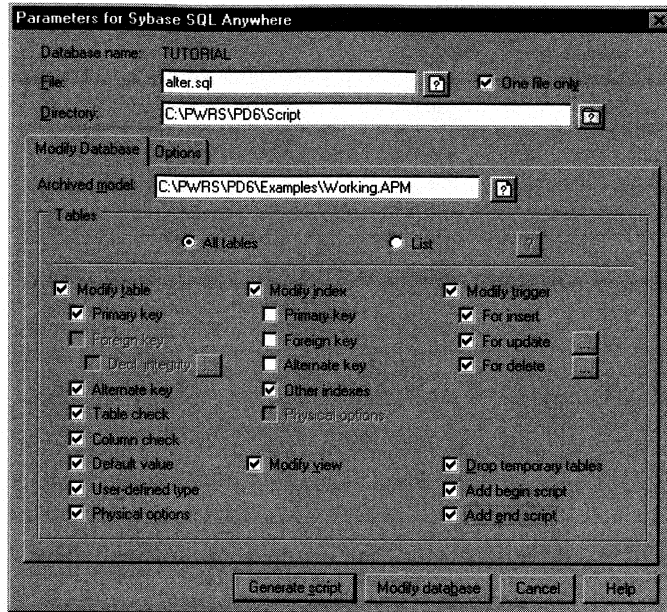 Parameters for Sybase SQL Anywhere
Database name: TUTORIAL
File: alter.sql One file only
Directory: C:\PWRS\PD6\Script
Modify Database Options
Archived model: C:\PWRS\PD6\Examples\Working.APM
Tables
All tables List
Modify table Modify index Modify trigger
Primary key Primary key For insert
Foreign key Foreign key For update ...
Decl. integrity ... Alternate key For delete ...
Alternate key Other indexes
Table check Physical options
Column check
Default value Modify view Drop temporary tables
User-defined type Add begin script
Physical options Add end script
Generate script Modify database Cancel Help